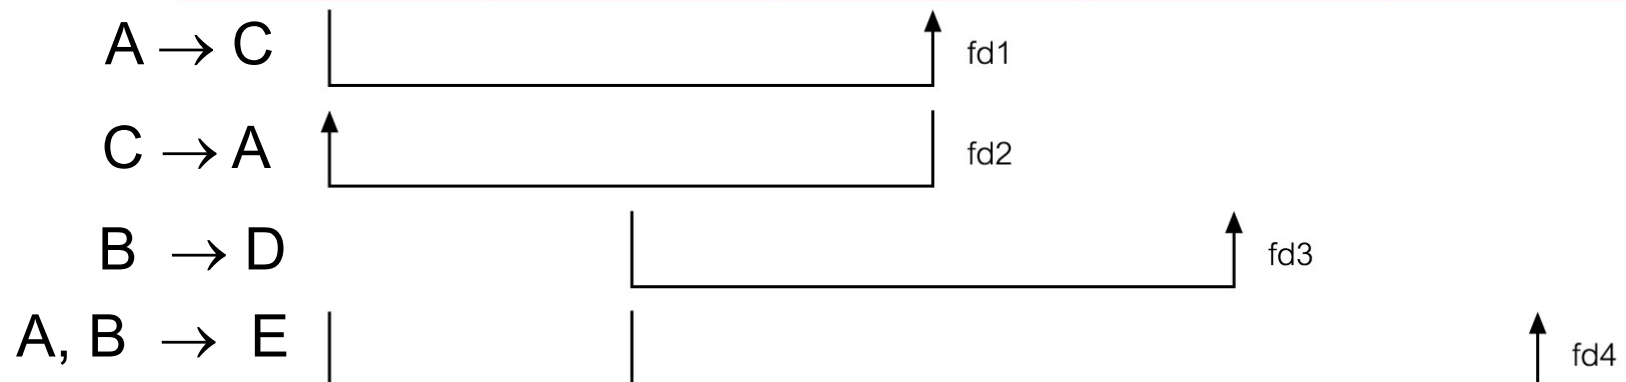 A → C fd1
C → A fd2
B → D fd3
A, B → E fd4